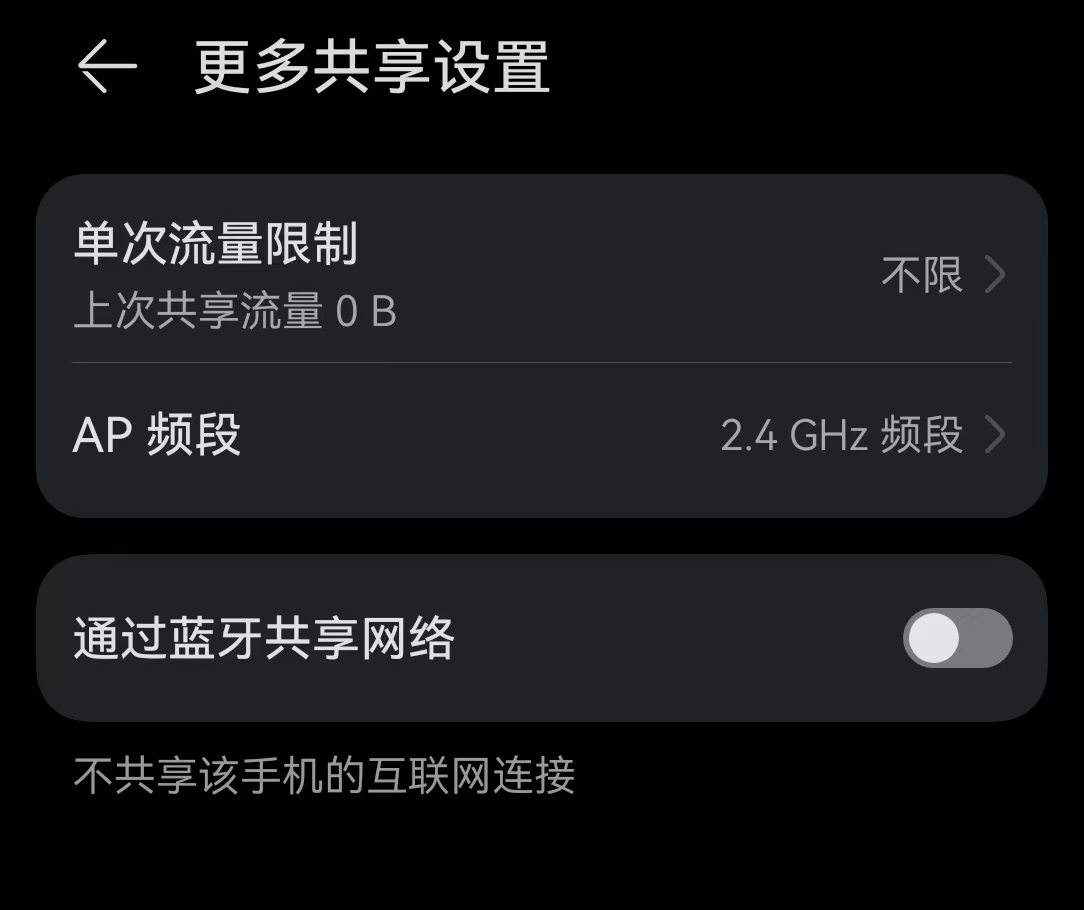 更多共享设置
单次流量限制
不限
上次共享流量 0 B
AP 频段
2.4 GHz 频段
通过蓝牙共享网络
不共享该手机的互联网连接